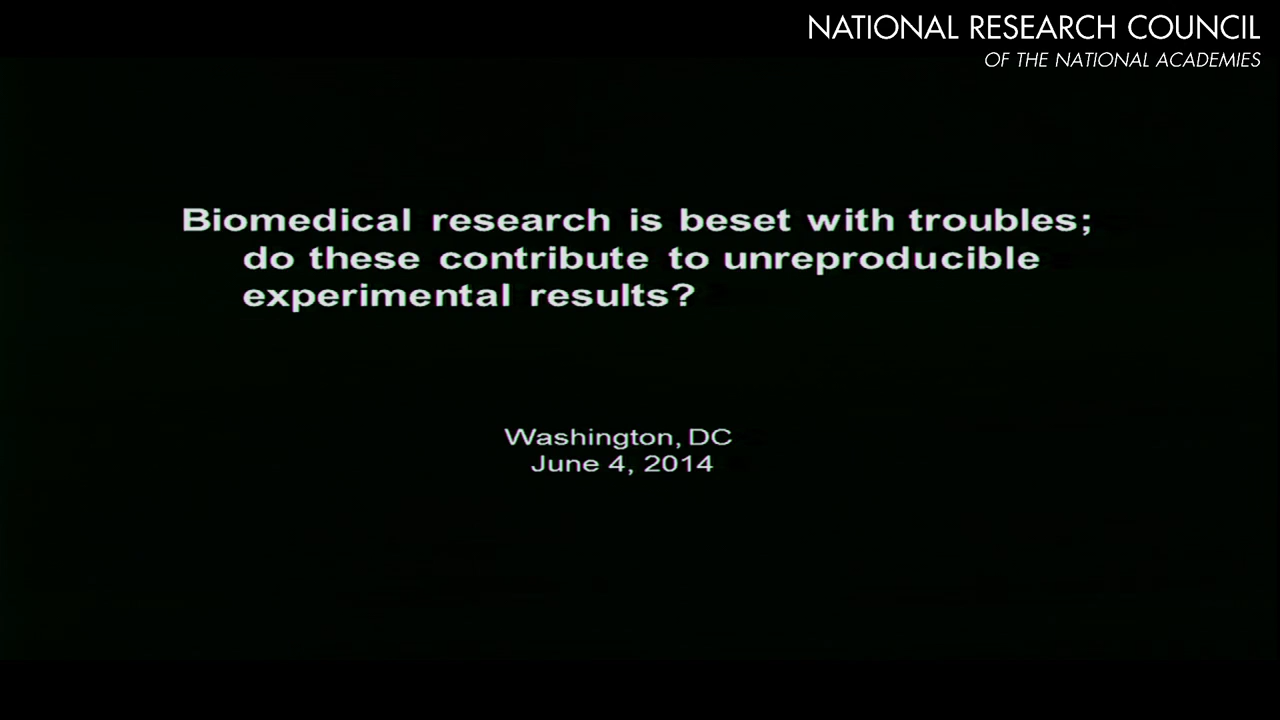 NATIONAL RESEARCH COUNCIL
OF THE NATIONAL ACADEMIES
Biomedical research is beset with troubles;
do these contribute to unreproducible
experimental results?
Washington, DC
June 4, 2014